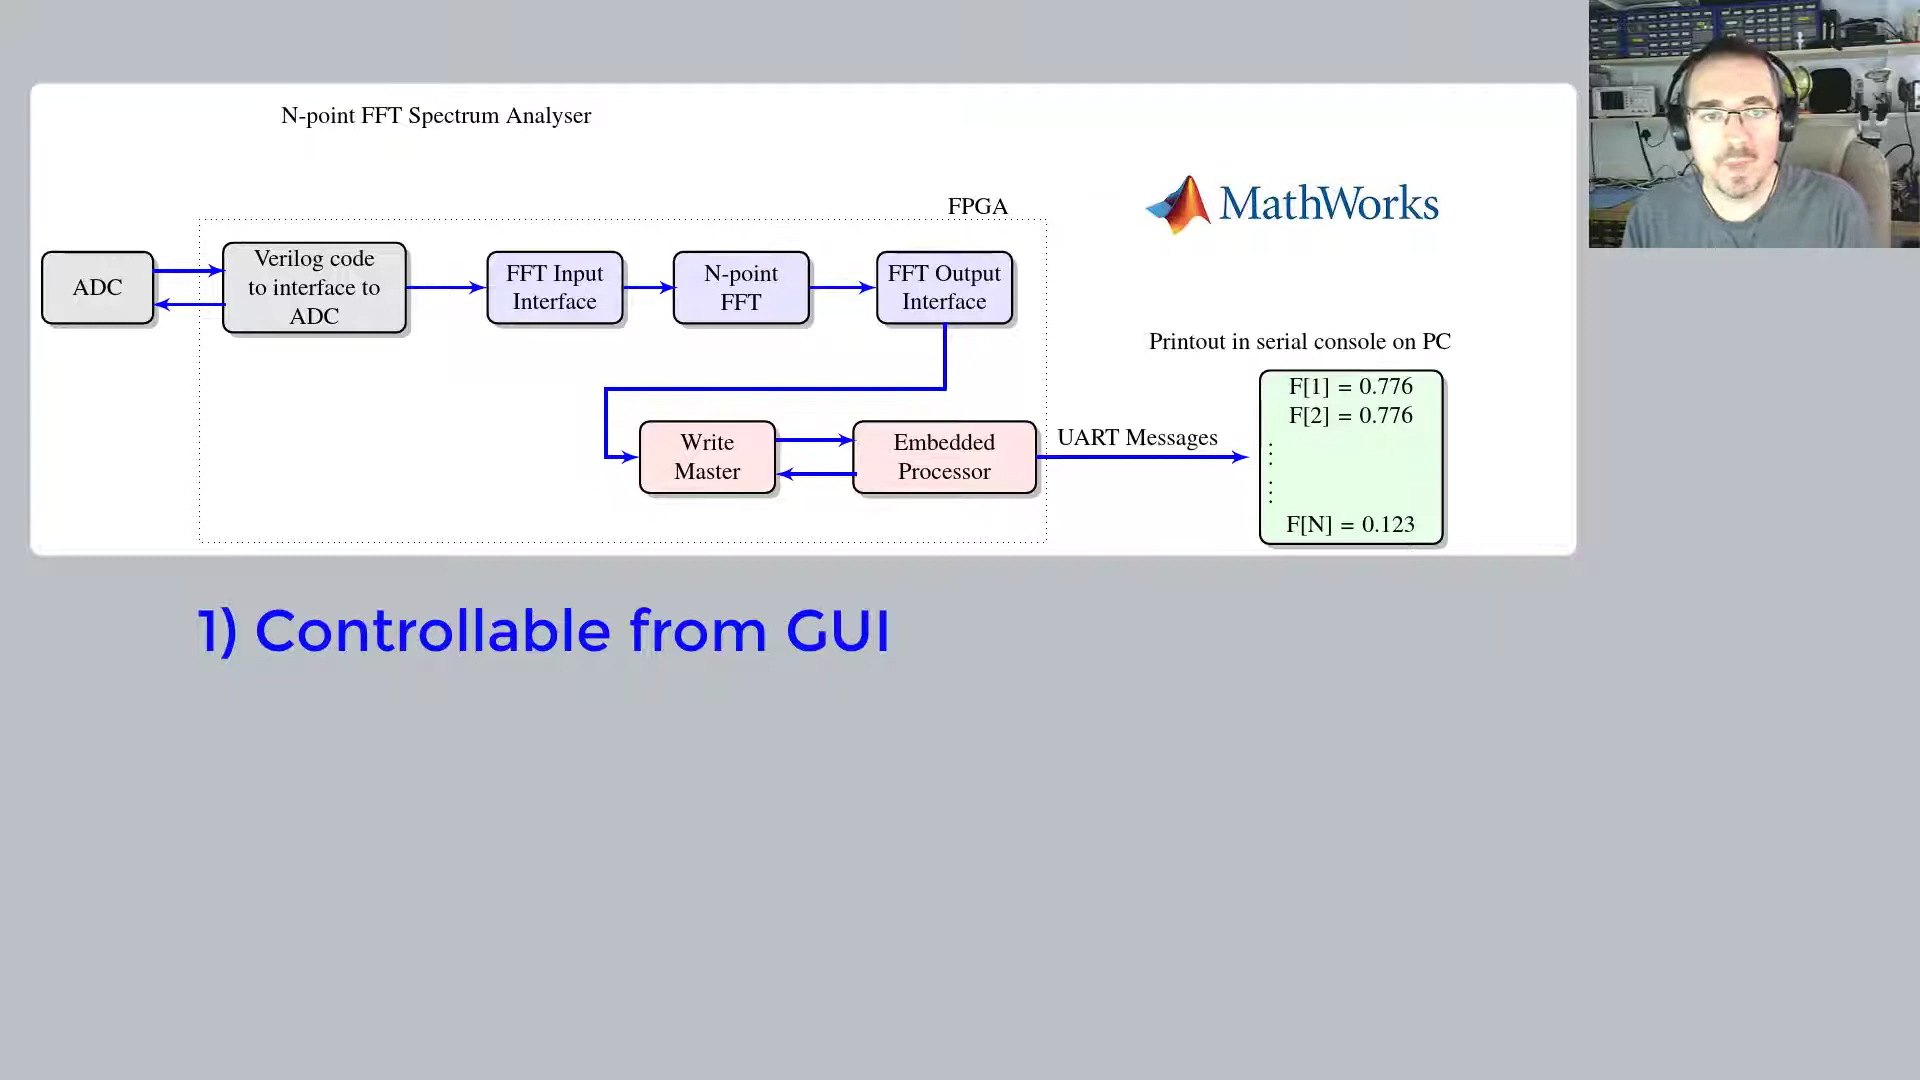 N-point FFT Spectrum Analyser
FPGA
MathWorks
ADC
Verilog code
to interface to
ADC
FFT Input
Interface
N-point
FFT
FFT Output
Interface
Write
Master
Embedded
Processor
UART Messages
Printout in serial console on PC
F[1] = 0.776
F[2] = 0.776
F[N] = 0.123
1) Controllable from GUI